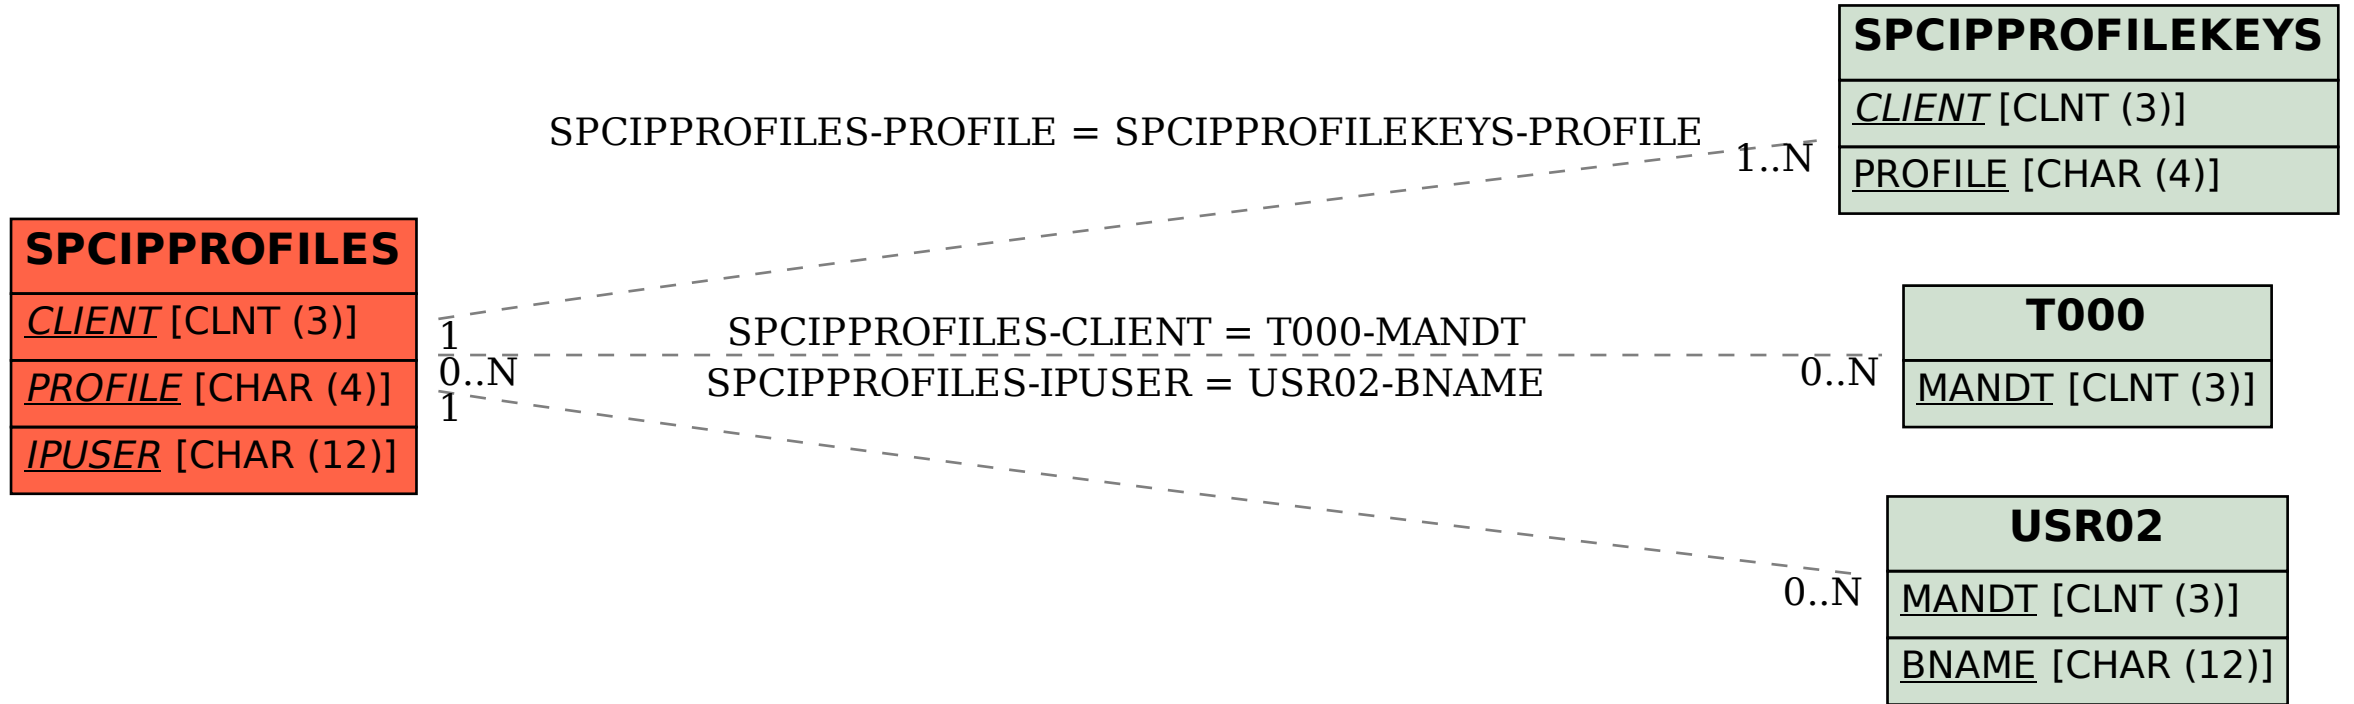 SPCIPPROFILEKEYS
CLIENT [CLNT (3)]
PROFILE [CHAR (4)]
SPCIPPROFILES-PROFILE = SPCIPPROFILEKEYS-PROFILE
1..N
SPCIPPROFILES
CLIENT [CLNT (3)]
PROFILE [CHAR (4)]
IPUSER [CHAR (12)]
1
0..N
1
SPCIPPROFILES-CLIENT = T000-MANDT
SPCIPPROFILES-IPUSER = USR02-BNAME
0..N
T000
MANDT [CLNT (3)]
0..N
USR02
MANDT [CLNT (3)]
BNAME [CHAR (12)]